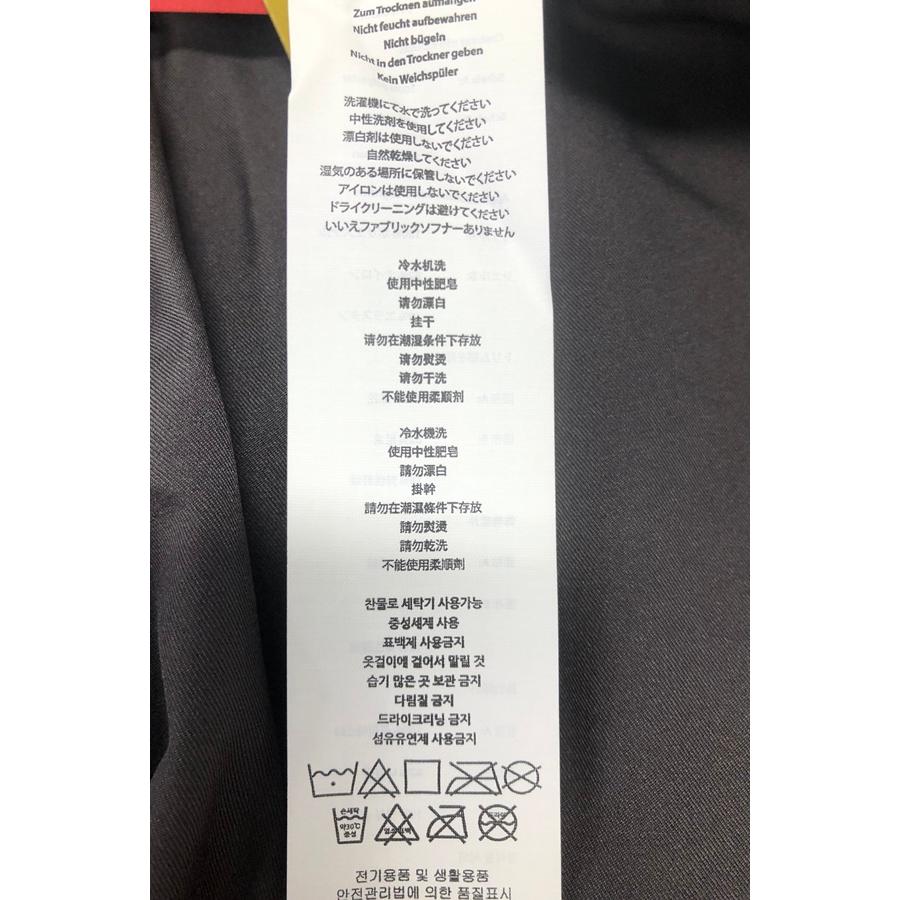 Zum Trocknen aufhängen
Nicht feucht aufbewahren
Nicht bügeln
Nicht in den Trockner geben
Kein Weichspüler
洗濯機にて水で洗ってください
中性洗剤を使用してください
漂白剤は使用しないでください
自然乾燥してください
湿気のある場所に保管しないでください
アイロンは使用しないでください
ドライクリーニングは避けてください
いいえファブリックソフナーありません
冷水机洗
使用中性肥皂
请勿漂白
挂干
请勿在潮湿条件下存放
请勿熨烫
请勿干洗
不能使用柔顺剂
冷水機洗
使用中性肥皂
請勿漂白
掛幹
請勿在潮濕條件下存放
請勿熨燙
請勿乾洗
不能使用柔順劑
찬물로 세탁기 사용가능
중성세제 사용
표백제 사용금지
옷걸이에 걸어서 말릴 것
습기 많은 곳 보관 금지
다림질 금지
드라이크리닝 금지
섬유유연제 사용금지
손세탁
약30℃
중성
염소표백
드라이
전기용품 및 생활용품
안전관리법에 의한 품질표시